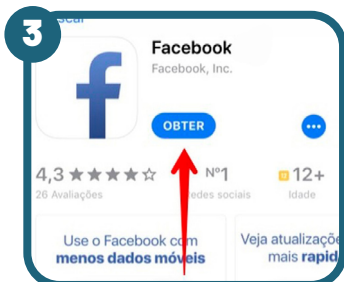 3
Facebook
Facebook, Inc.
OBTER
4,3 ★★★★☆ Nº1 12+
26 Avaliações sociais Idade
Use o Facebook com Veja
menos dados móveis mais